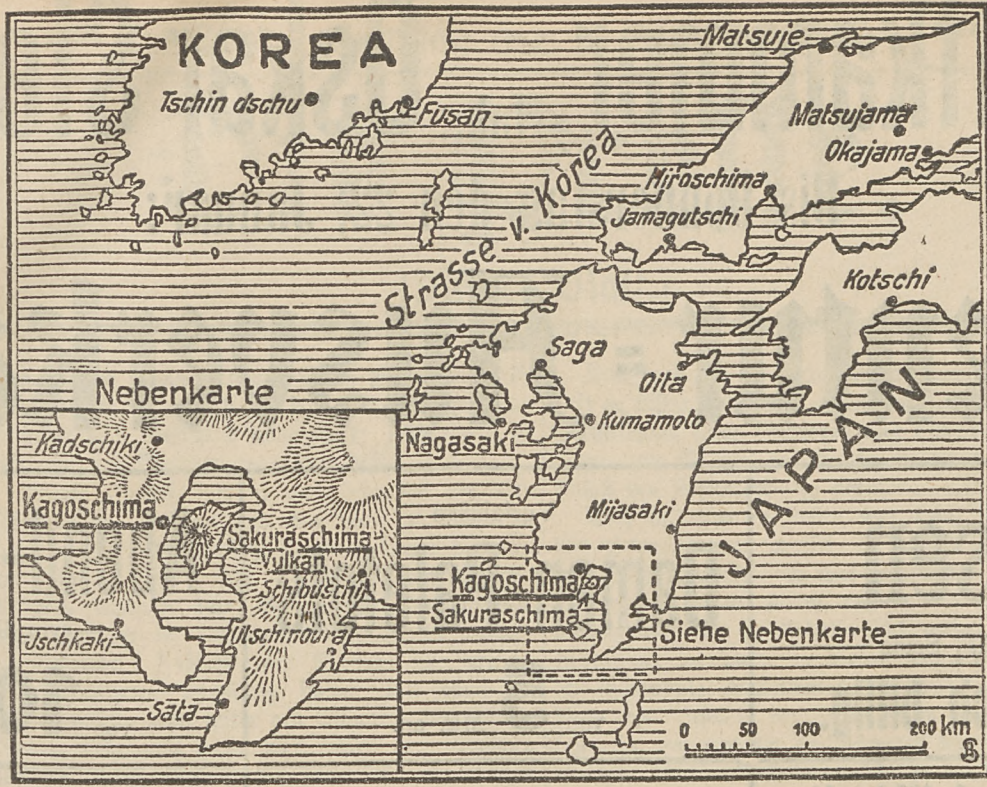 KOREA
Tschin dschu
Fusan
Matsuje
Matsujama
Okajama
Hiroschima
Jamagutschi
Strasse v. Korea
Kotschi
Saga
Oita
Kumamoto
Nagasaki
JAPAN
Mijasaki
Kagoschima
Sakuraschima
Siehe Nebenkarte
0 50 100 200 km
Nebenkarte
Kadschiki
Kagoschima
Sakuraschima
Vulkan
Schibuschi
Utschinoura
Jschkaki
Sata